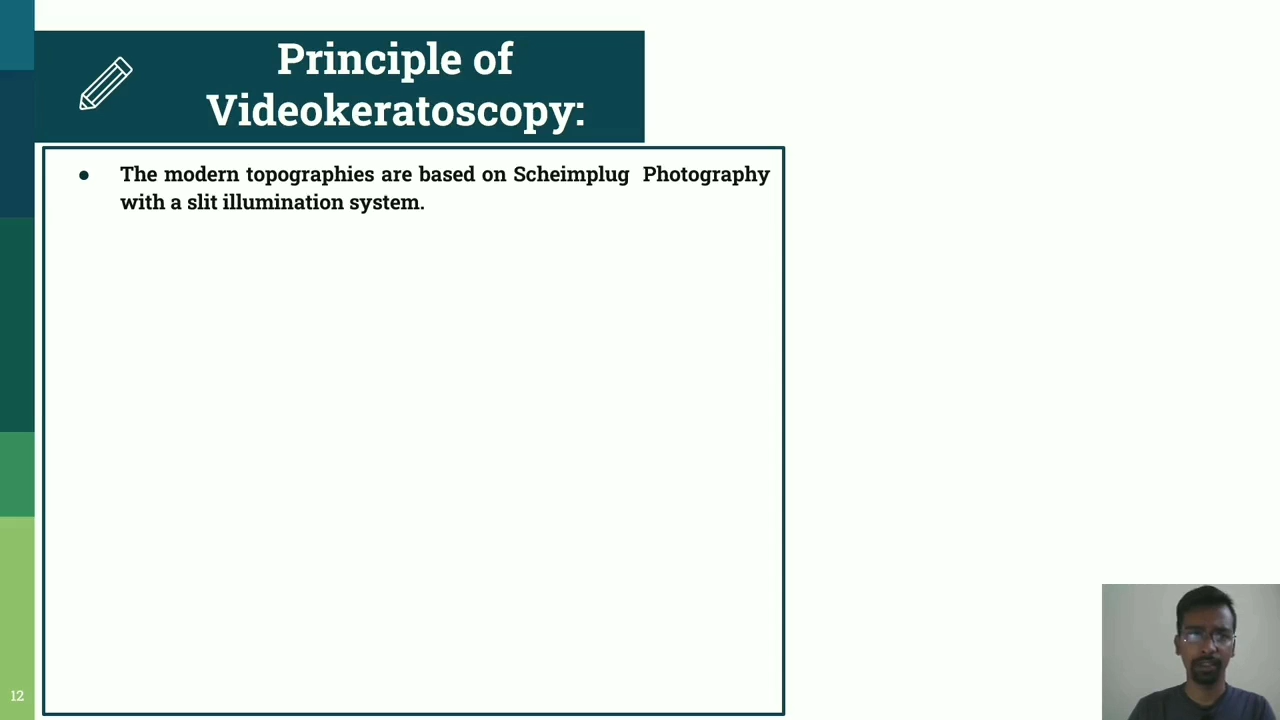 Principle of
Videokeratoscopy:
● The modern topographies are based on Scheimplug Photography
with a slit illumination system.
12